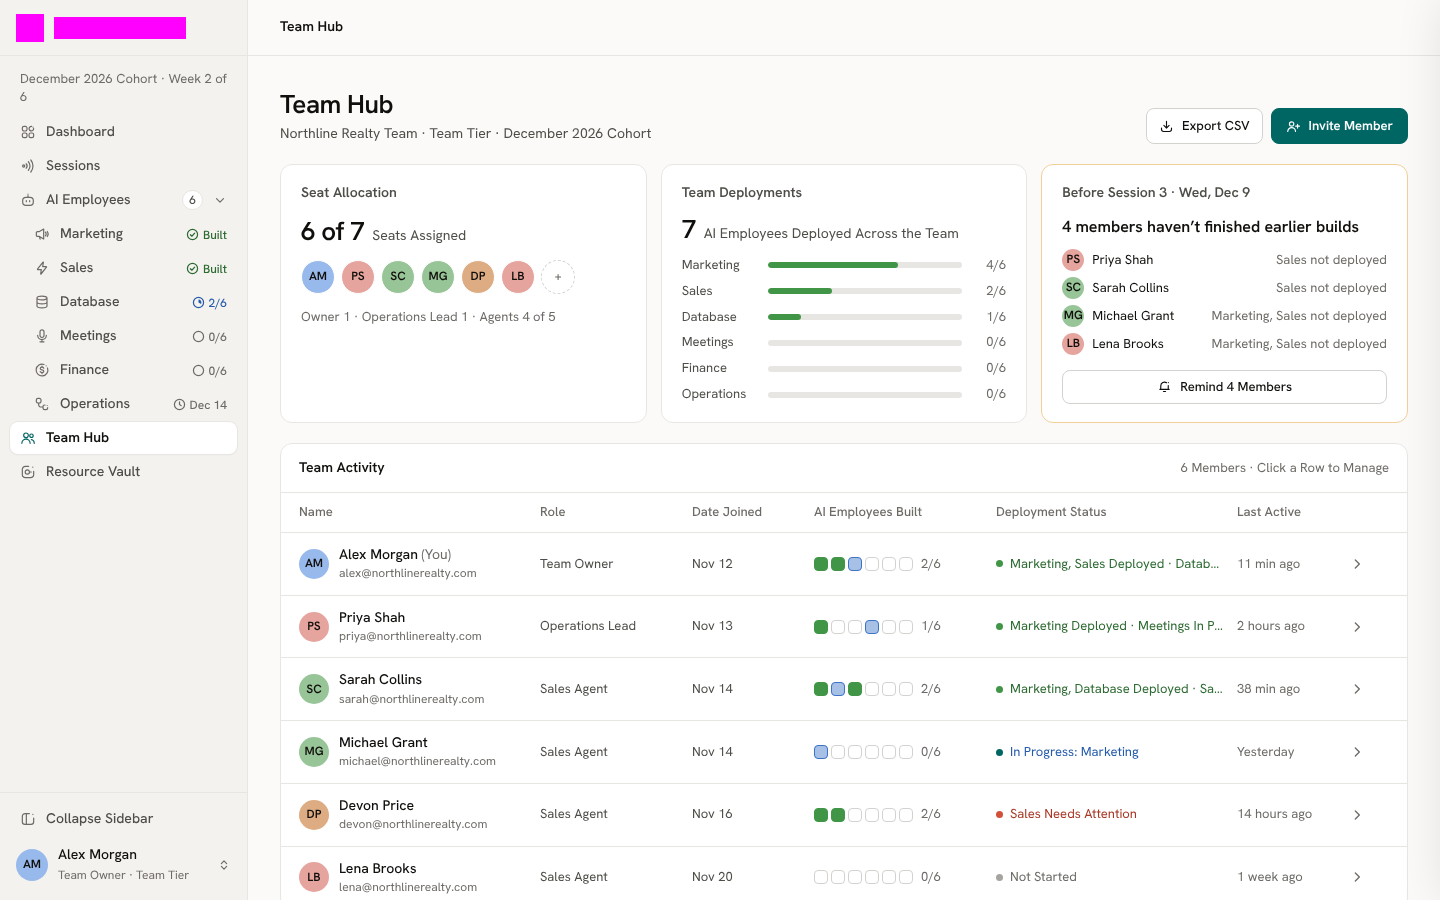 Team Hub
December 2026 Cohort · Week 2 of
6
Dashboard
Sessions
AI Employees 6
Marketing Built
Sales Built
Database 2/6
Meetings 0/6
Finance 0/6
Operations Dec 14
Team Hub
Resource Vault
Collapse Sidebar
AM Alex Morgan
Team Owner · Team Tier
Team Hub
Northline Realty Team · Team Tier · December 2026 Cohort
Export CSV
Invite Member
Seat Allocation
6 of 7 Seats Assigned
AM PS SC MG DP LB +
Owner 1 · Operations Lead 1 · Agents 4 of 5
Team Deployments
7 AI Employees Deployed Across the Team
Marketing 4/6
Sales 2/6
Database 1/6
Meetings 0/6
Finance 0/6
Operations 0/6
Before Session 3 · Wed, Dec 9
4 members haven’t finished earlier builds
PS Priya Shah Sales not deployed
SC Sarah Collins Sales not deployed
MG Michael Grant Marketing, Sales not deployed
LB Lena Brooks Marketing, Sales not deployed
Remind 4 Members
Team Activity
6 Members · Click a Row to Manage
Name Role Date Joined AI Employees Built Deployment Status Last Active
AM Alex Morgan (You) Team Owner Nov 12 2/6 Marketing, Sales Deployed · Datab... 11 min ago
alex@northlinerealty.com
PS Priya Shah Operations Lead Nov 13 1/6 Marketing Deployed · Meetings In P... 2 hours ago
priya@northlinerealty.com
SC Sarah Collins Sales Agent Nov 14 2/6 Marketing, Database Deployed · Sa... 38 min ago
sarah@northlinerealty.com
MG Michael Grant Sales Agent Nov 14 0/6 In Progress: Marketing Yesterday
michael@northlinerealty.com
DP Devon Price Sales Agent Nov 16 2/6 Sales Needs Attention 14 hours ago
devon@northlinerealty.com
LB Lena Brooks Sales Agent Nov 20 0/6 Not Started 1 week ago
lena@northlinerealty.com